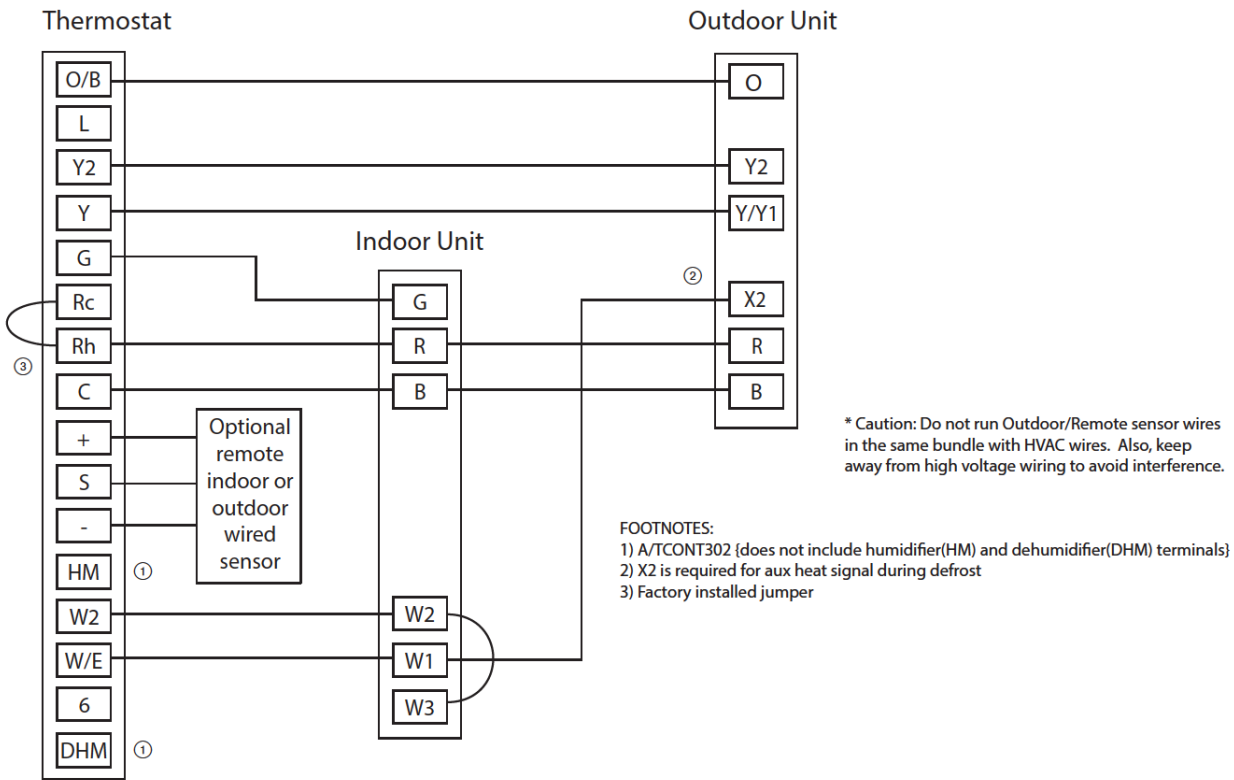 Thermostat
Outdoor Unit
O/B
L
Y2
Y
G
Rc
Rh
③
C
+
S
-
HM
①
W2
W/E
6
DHM
①
Optional
remote
indoor or
outdoor
wired
sensor
Indoor Unit
G
R
B
W2
W1
W3
O
Y2
Y/Y1
②
X2
R
B
* Caution: Do not run Outdoor/Remote sensor wires
in the same bundle with HVAC wires. Also, keep
away from high voltage wiring to avoid interference.
FOOTNOTES:
1) A/TCONT302 {does not include humidifier(HM) and dehumidifier(DHM) terminals}
2) X2 is required for aux heat signal during defrost
3) Factory installed jumper